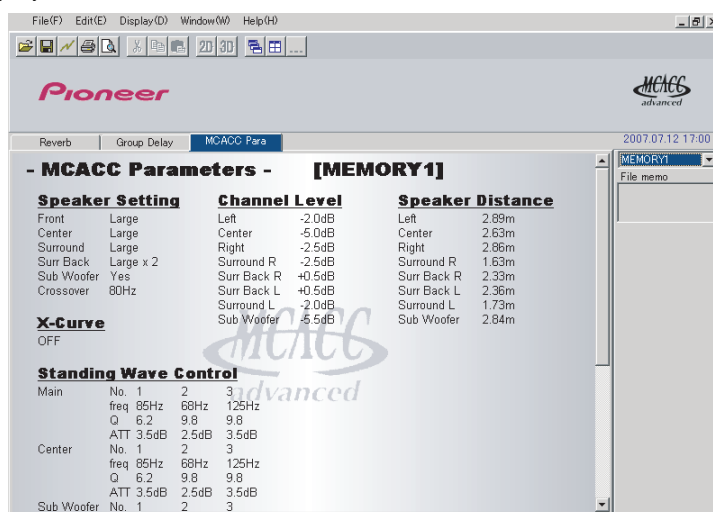 File(F) Edit(E) Display(D) Window(W) Help(H)
2D 3D ...
Pioneer
MCACC
advanced
Reverb Group Delay MCACC Para
2007.07.12 17:00
MEMORY1
File memo
- MCACC Parameters - [MEMORY1]
Speaker Setting Channel Level Speaker Distance
Front Large Left -2.0dB Left 2.89m
Center Large Center -5.0dB Center 2.63m
Surround Large Right -2.5dB Right 2.86m
Surr Back Large x 2 Surround R -2.5dB Surround R 1.63m
Sub Woofer Yes Surr Back R +0.5dB Surr Back R 2.33m
Crossover 80Hz Surr Back L +0.5dB Surr Back L 2.36m
Surround L -2.0dB Surround L 1.73m
X-Curve Sub Woofer -5.5dB Sub Woofer 2.84m
OFF
MCACC
advanced
Standing Wave Control
Main No. 1 2 3
freq 85Hz 68Hz 125Hz
Q 6.2 9.8 9.8
ATT 3.5dB 2.5dB 3.5dB
Center No. 1 2 3
freq 85Hz 68Hz 125Hz
Q 6.2 9.8 9.8
ATT 3.5dB 2.5dB 3.5dB
Sub Woofer No. 1 2 3